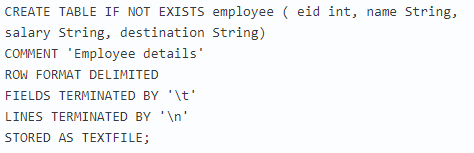 CREATE TABLE IF NOT EXISTS employee ( eid int, name String,
salary String, destination String)
COMMENT 'Employee details'
ROW FORMAT DELIMITED
FIELDS TERMINATED BY '\t'
LINES TERMINATED BY '\n'
STORED AS TEXTFILE;